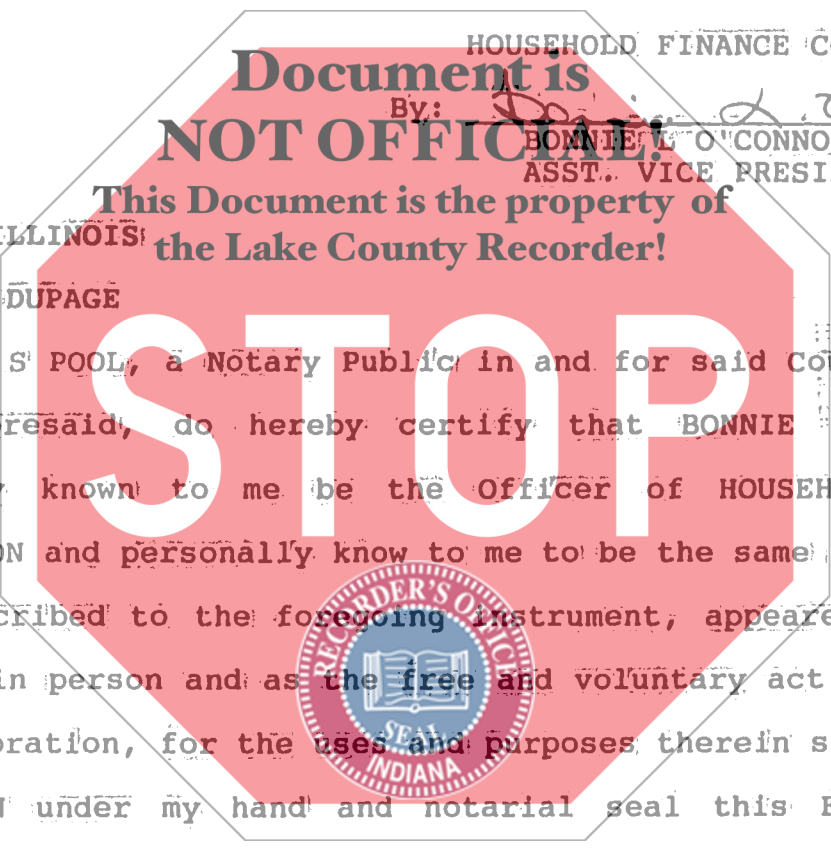 HOUSEHOLD FINANCE C
Document is
By:
NOT OFFICIAL!
BONNIE L O'CONNO
ASST. VICE PRESI
This Document is the property of
ILLINOIS
the Lake County Recorder!
DUPAGE
STOP
S POOL, a Notary Public in and for said Co
resaid, do hereby certify that BONNIE
known to me be the Officer of HOUSEH
N and personally know to me to be the same
cribed to the foregoing instrument, appeare
in person and as the free and voluntary act
oration, for the uses and purposes therein s
under my hand and notarial seal this
RECORDER'S OFFICE
SEAL
INDIANA